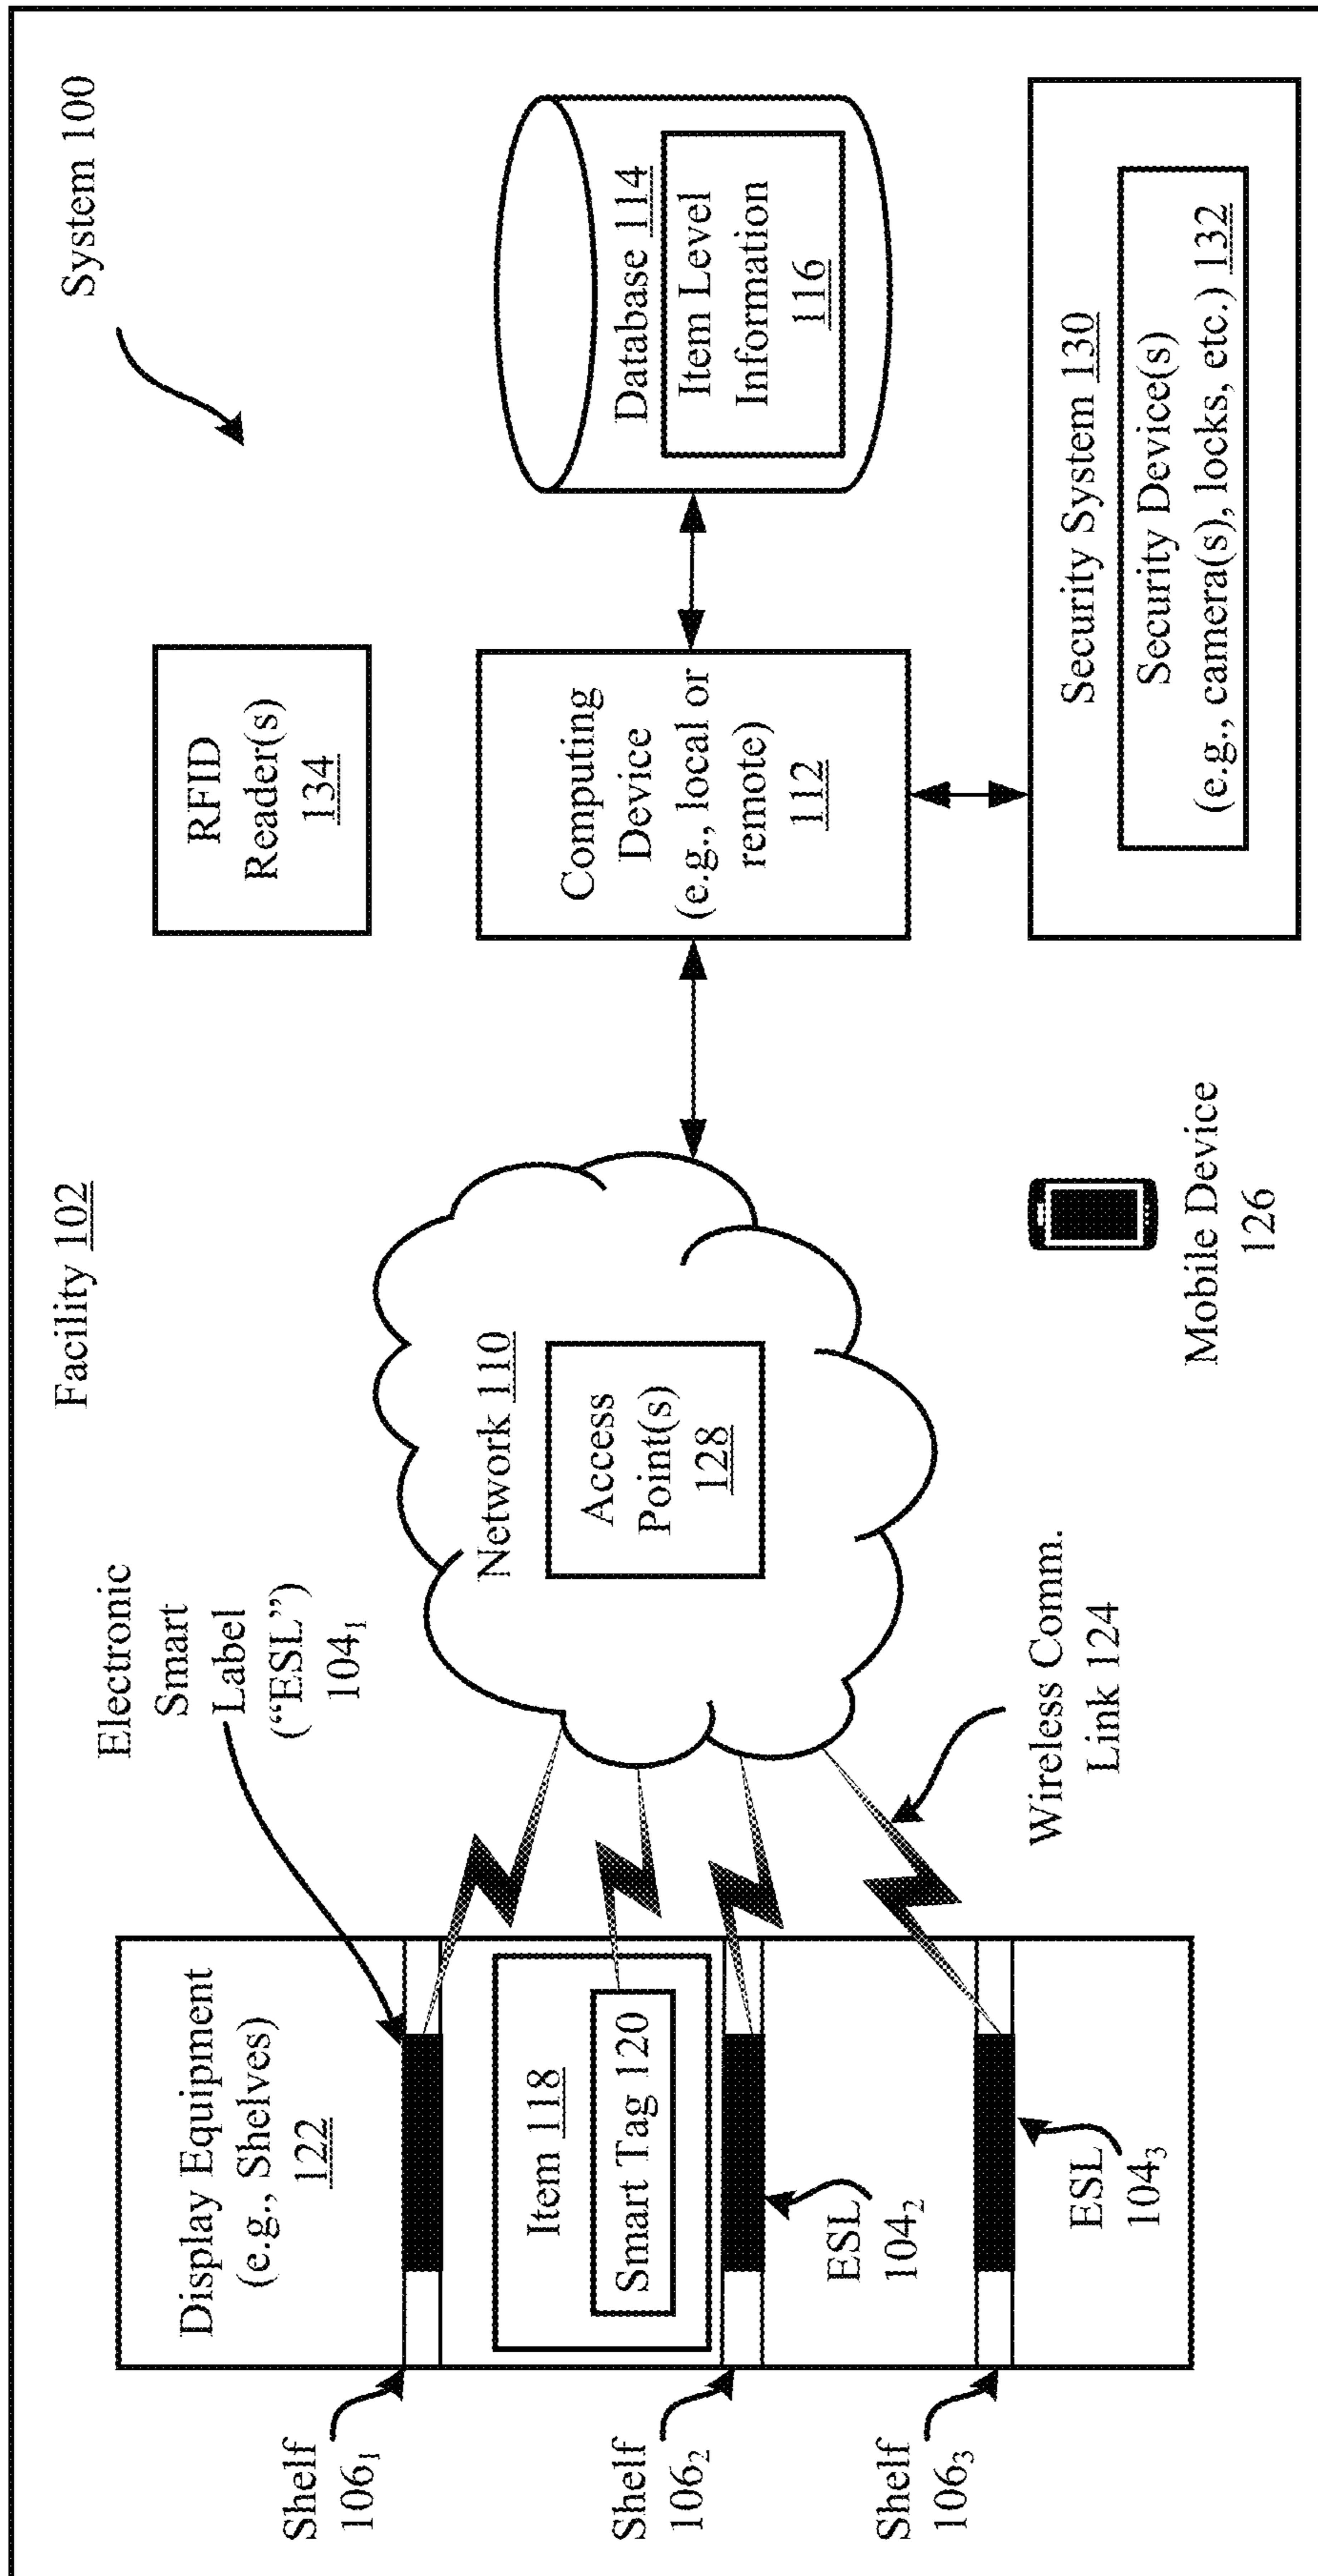 System 100
Facility 102
Display Equipment
(e.g., Shelves)
122
Shelf
106₁
Shelf
106₂
Shelf
106₃
Item 118
Smart Tag 120
ESL
104₂
ESL
104₃
Electronic
Smart
Label
(“ESL”)
104₁
Wireless Comm.
Link 124
Network 110
Access
Point(s)
128
Mobile Device
126
RFID
Reader(s)
134
Computing
Device
(e.g., local or
remote)
112
Database 114
Item Level
Information
116
Security System 130
Security Device(s)
(e.g., camera(s), locks, etc.) 132